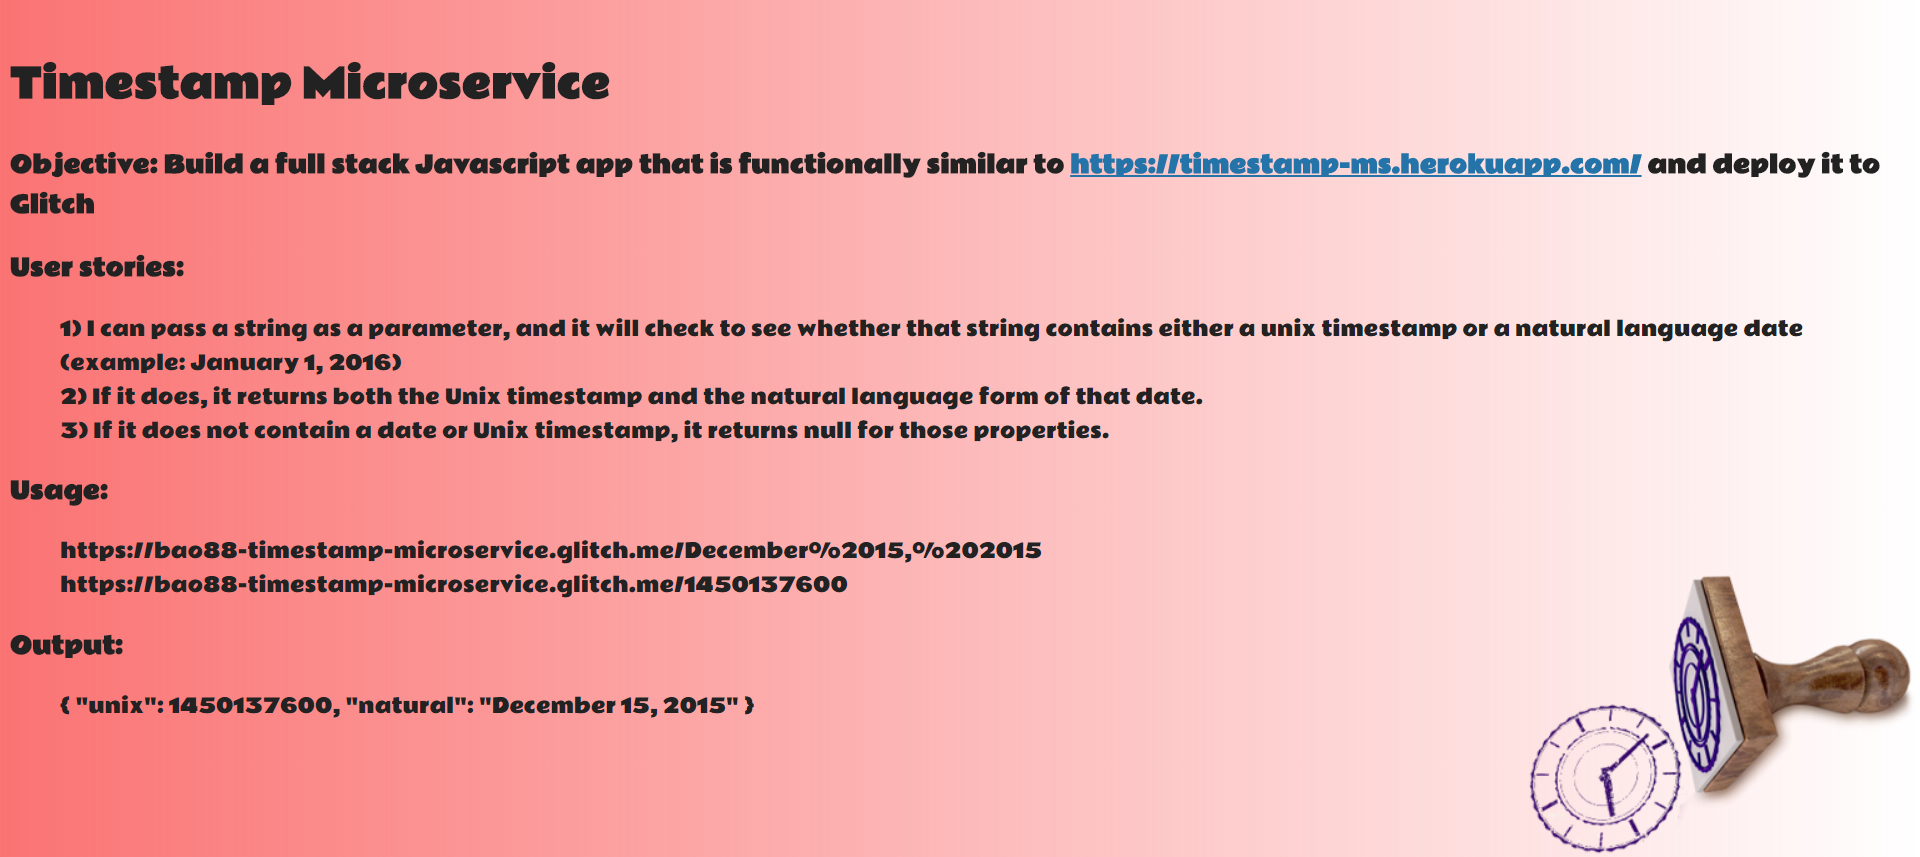 Timestamp Microservice
Objective: Build a full stack Javascript app that is functionally similar to https://timestamp-ms.herokuapp.com/ and deploy it to
Glitch
User stories:
1) I can pass a string as a parameter, and it will check to see whether that string contains either a unix timestamp or a natural language date
(example: January 1, 2016)
2) If it does, it returns both the Unix timestamp and the natural language form of that date.
3) If it does not contain a date or Unix timestamp, it returns null for those properties.
Usage:
https://bao88-timestamp-microservice.glitch.me/December%2015,%202015
https://bao88-timestamp-microservice.glitch.me/1450137600
Output:
{ "unix": 1450137600, "natural": "December 15, 2015" }